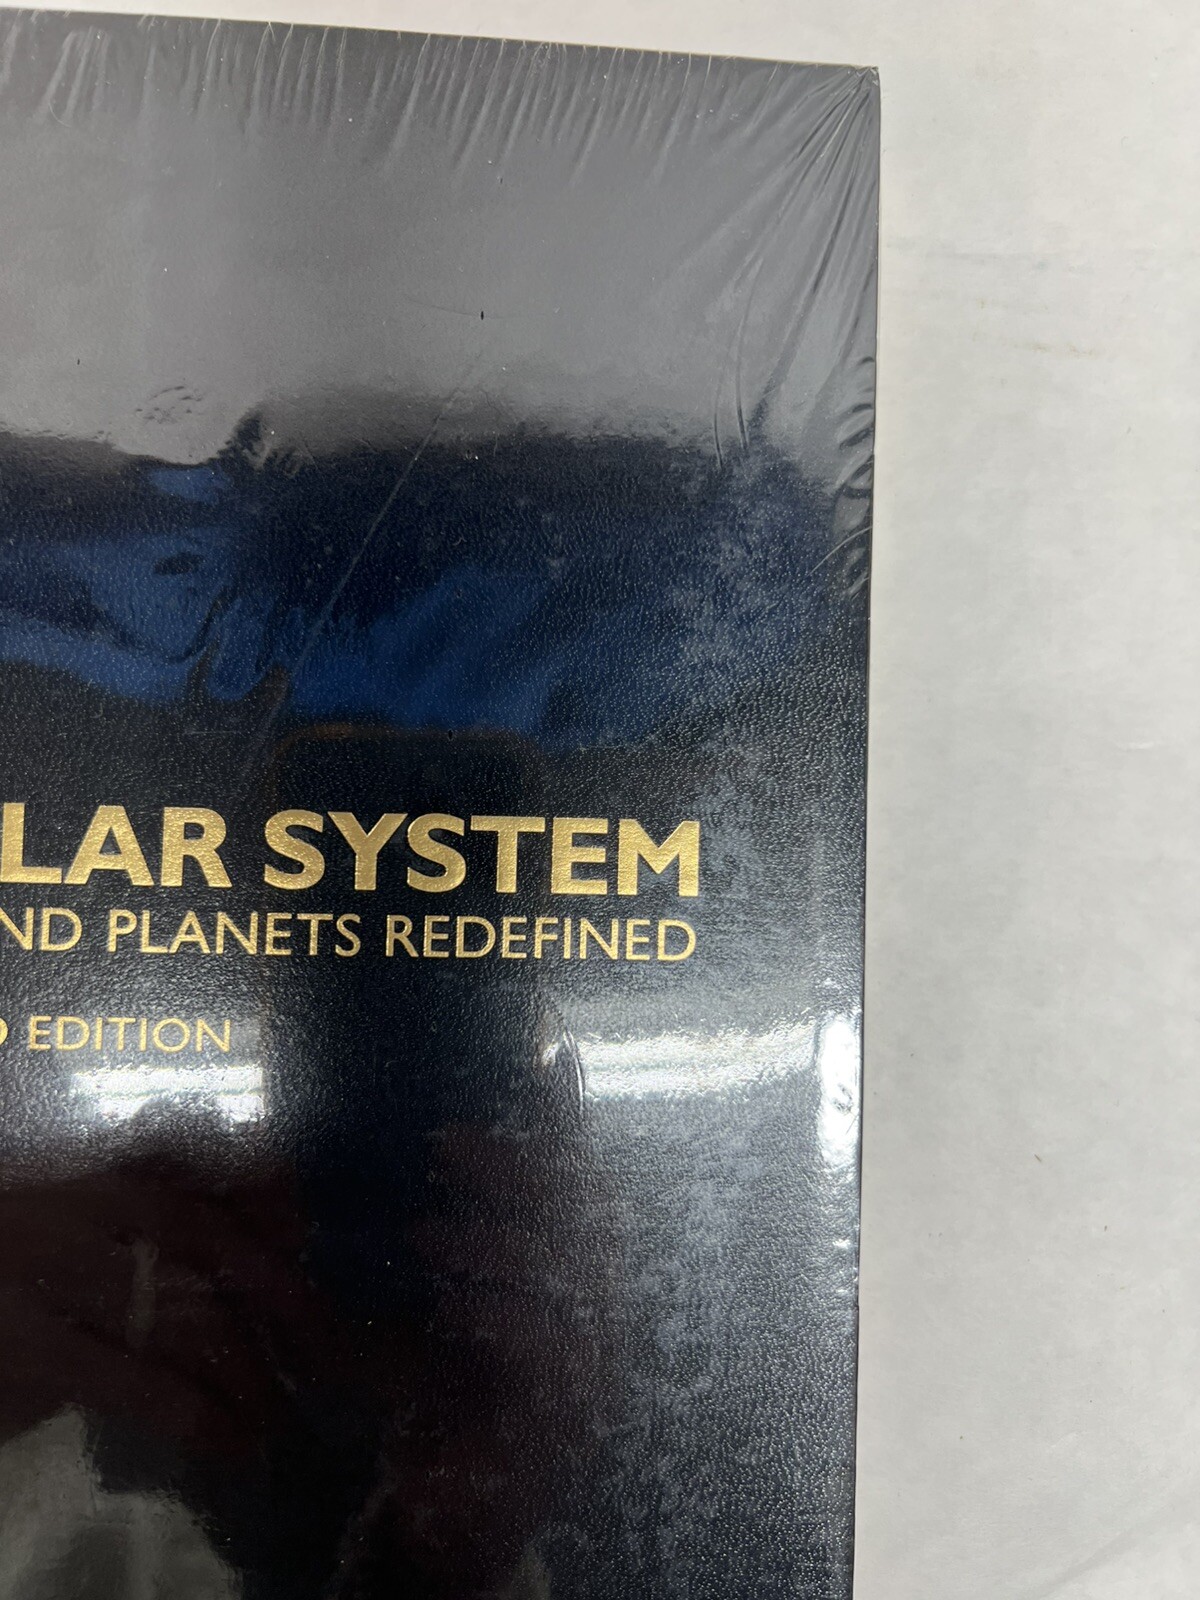 LAR SYSTEM
ND PLANETS REDEFINED
EDITION